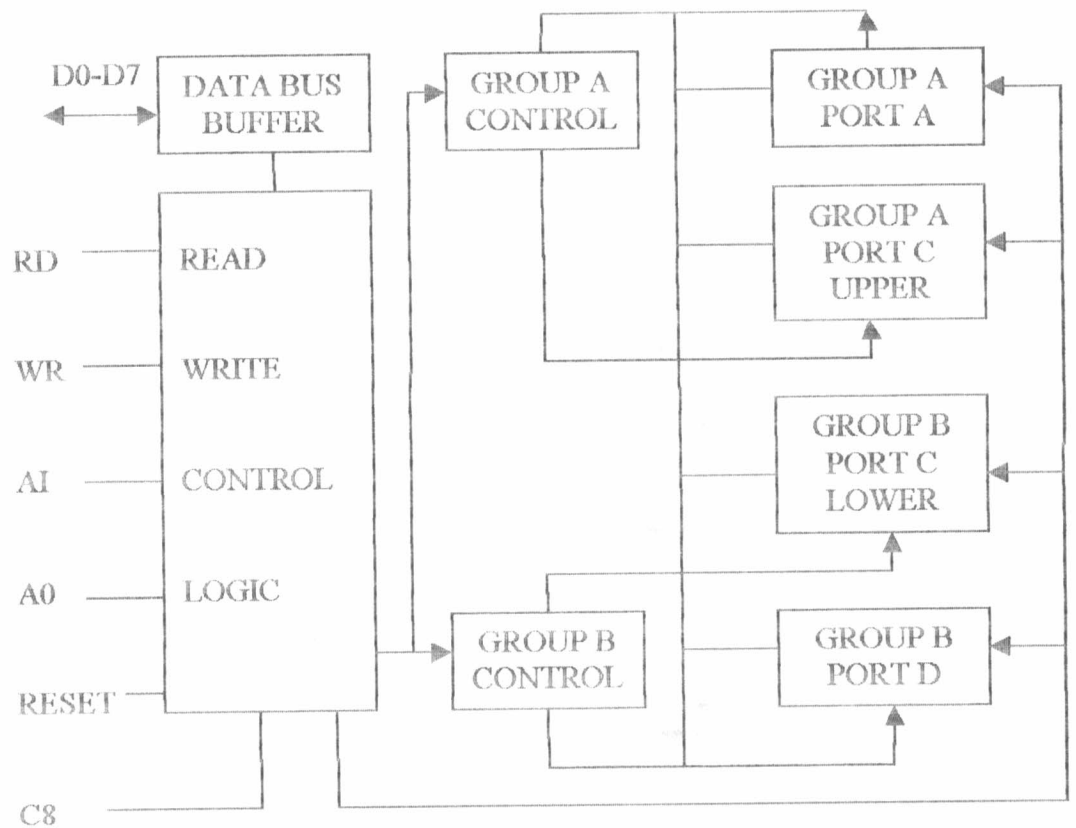 D0-D7
DATA BUS
BUFFER
GROUP A
CONTROL
GROUP A
PORT A
GROUP A
PORT C
UPPER
RD
READ
WR
WRITE
AI
CONTROL
A0
LOGIC
RESET
GROUP B
PORT C
LOWER
GROUP B
CONTROL
GROUP B
PORT D
C8